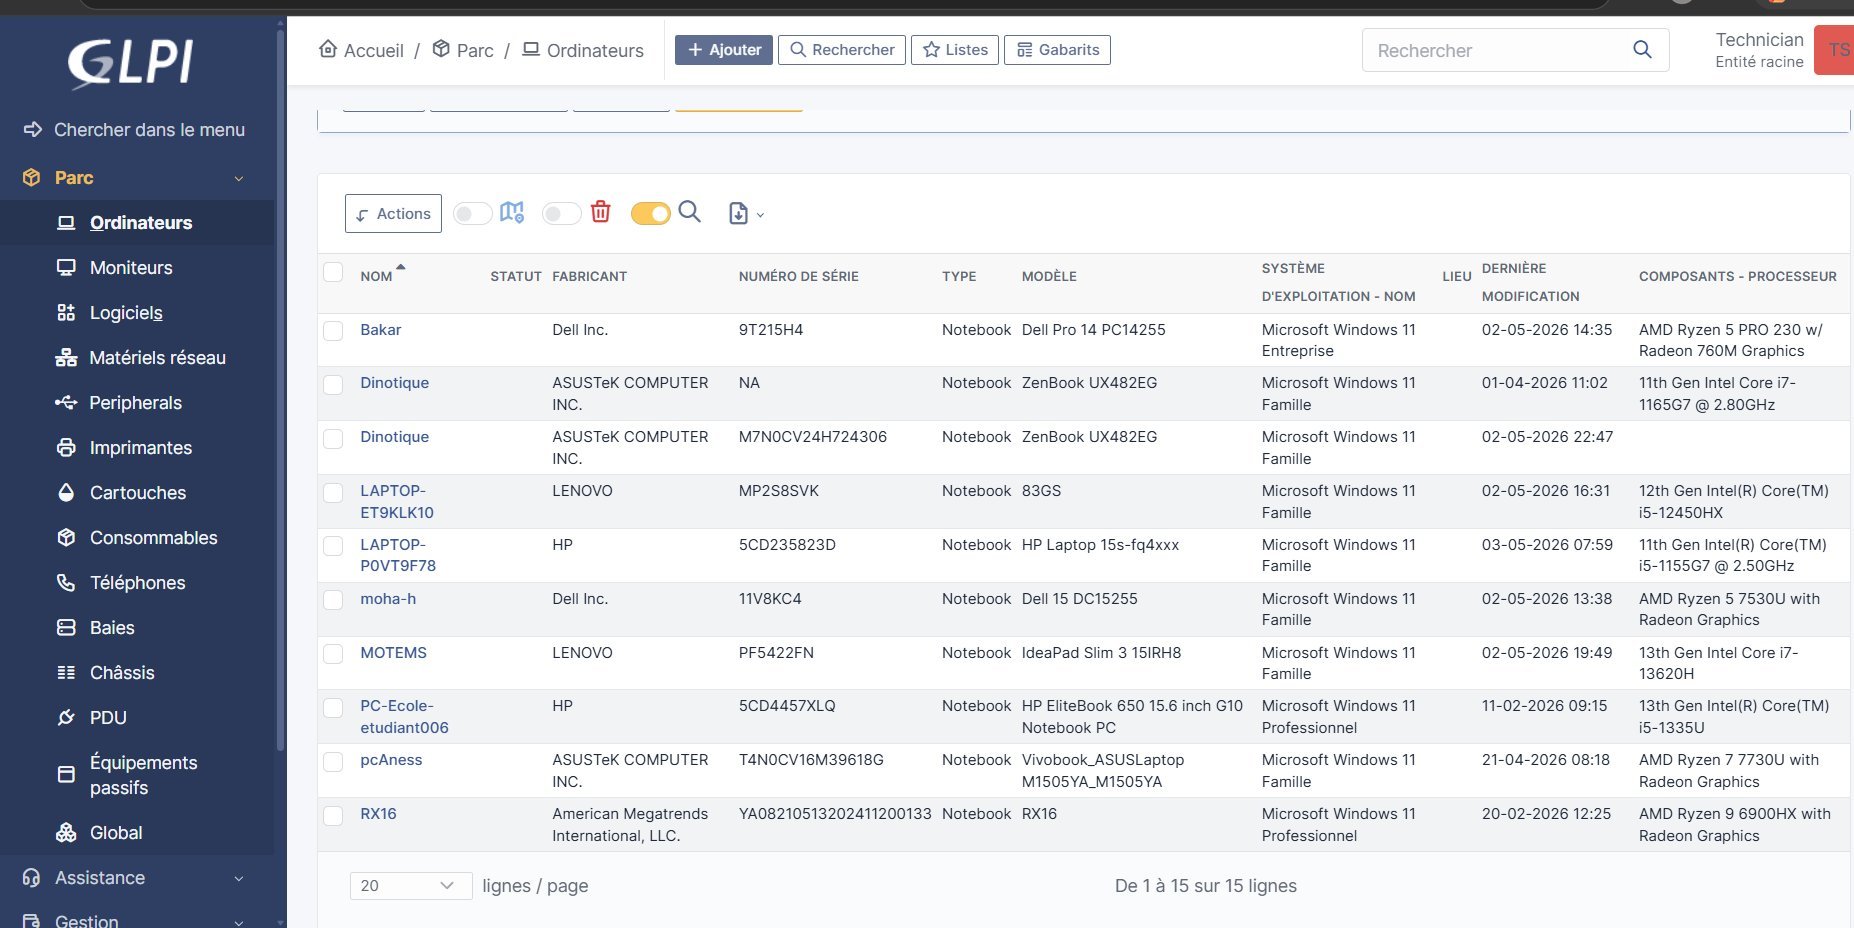 GLPI
Chercher dans le menu
Parc
Ordinateurs
Moniteurs
Logiciels
Matériels réseau
Peripherals
Imprimantes
Cartouches
Consommables
Téléphones
Baies
Châssis
PDU
Équipements
passifs
Global
Assistance
Gestion
Accueil / Parc / Ordinateurs
+ Ajouter Rechercher Listes Gabarits
Rechercher
Technician
Entité racine
TS
Actions
NOM STATUT FABRICANT NUMÉRO DE SÉRIE TYPE MODÈLE SYSTÈME D'EXPLOITATION - NOM LIEU DERNIÈRE MODIFICATION COMPOSANTS - PROCESSEUR
Bakar Dell Inc. 9T215H4 Notebook Dell Pro 14 PC14255 Microsoft Windows 11 Entreprise 02-05-2026 14:35 AMD Ryzen 5 PRO 230 w/ Radeon 760M Graphics
Dinotique ASUSTeK COMPUTER INC. NA Notebook ZenBook UX482EG Microsoft Windows 11 Famille 01-04-2026 11:02 11th Gen Intel Core i7-1165G7 @ 2.80GHz
Dinotique ASUSTeK COMPUTER INC. M7N0CV24H724306 Notebook ZenBook UX482EG Microsoft Windows 11 Famille 02-05-2026 22:47
LAPTOP-ET9KLK10 LENOVO MP2S8SVK Notebook 83GS Microsoft Windows 11 Famille 02-05-2026 16:31 12th Gen Intel(R) Core(TM) i5-12450HX
LAPTOP-P0VT9F78 HP 5CD235823D Notebook HP Laptop 15s-fq4xxx Microsoft Windows 11 Famille 03-05-2026 07:59 11th Gen Intel(R) Core(TM) i5-1155G7 @ 2.50GHz
moha-h Dell Inc. 11V8KC4 Notebook Dell 15 DC15255 Microsoft Windows 11 Famille 02-05-2026 13:38 AMD Ryzen 5 7530U with Radeon Graphics
MOTEMS LENOVO PF5422FN Notebook IdeaPad Slim 3 15IRH8 Microsoft Windows 11 Famille 02-05-2026 19:49 13th Gen Intel Core i7-13620H
PC-Ecole-etudiant006 HP 5CD4457XLQ Notebook HP EliteBook 650 15.6 inch G10 Notebook PC Microsoft Windows 11 Professionnel 11-02-2026 09:15 13th Gen Intel(R) Core(TM) i5-1335U
pcAness ASUSTeK COMPUTER INC. T4N0CV16M39618G Notebook Vivobook_ASUSLaptop M1505YA_M1505YA Microsoft Windows 11 Famille 21-04-2026 08:18 AMD Ryzen 7 7730U with Radeon Graphics
RX16 American Megatrends International, LLC. YA08210513202411200133 Notebook RX16 Microsoft Windows 11 Professionnel 20-02-2026 12:25 AMD Ryzen 9 6900HX with Radeon Graphics
20 lignes / page
De 1 à 15 sur 15 lignes